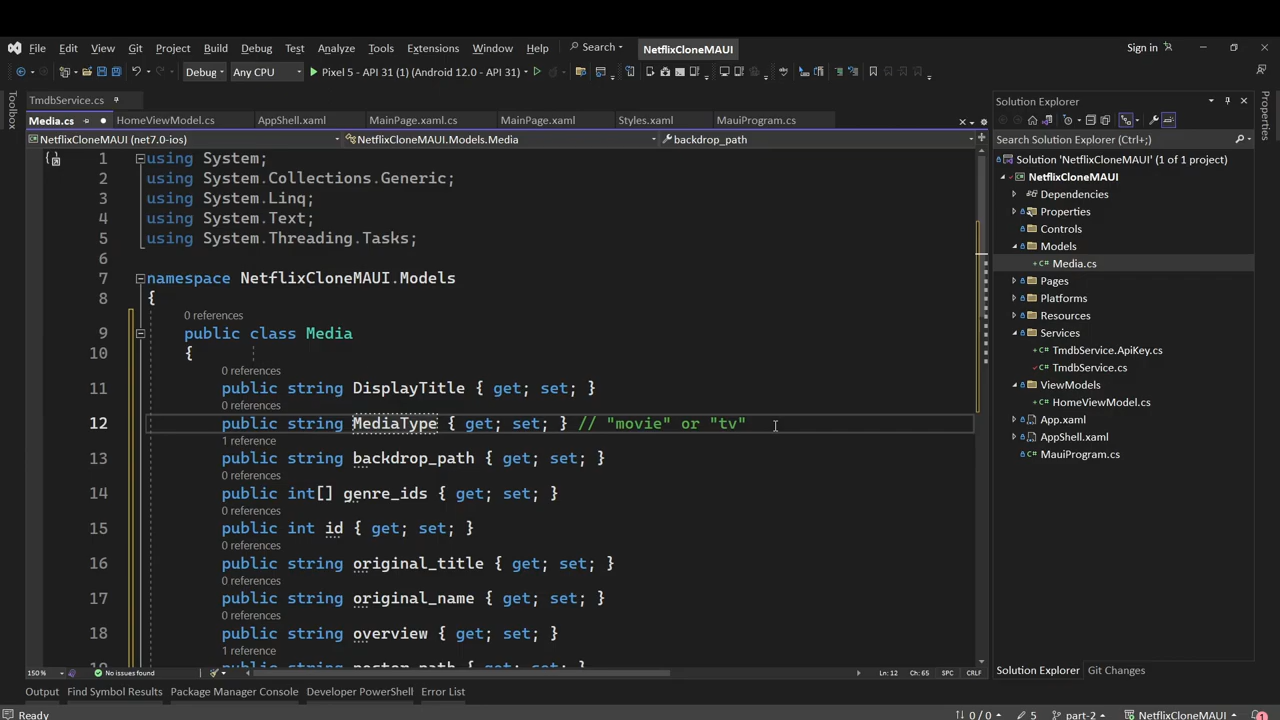 File Edit View Git Project Build Debug Test Analyze Tools Extensions Window Help Search NetflixCloneMAUI Sign in
Debug Any CPU Pixel 5 - API 31 (1) (Android 12.0 - API 31)
Toolbox
TmdbService.cs
Media.cs HomeViewModel.cs AppShell.xaml MainPage.xaml.cs MainPage.xaml Styles.xaml MauiProgram.cs
NetflixCloneMAUI (net7.0-ios) NetflixCloneMAUI.Models.Media backdrop_path
1 using System;
2 using System.Collections.Generic;
3 using System.Linq;
4 using System.Text;
5 using System.Threading.Tasks;
6
7 namespace NetflixCloneMAUI.Models
8 {
0 references
9 public class Media
10 {
0 references
11 public string DisplayTitle { get; set; }
0 references
12 public string MediaType { get; set; } // "movie" or "tv"
1 reference
13 public string backdrop_path { get; set; }
0 references
14 public int[] genre_ids { get; set; }
0 references
15 public int id { get; set; }
0 references
16 public string original_title { get; set; }
0 references
17 public string original_name { get; set; }
0 references
18 public string overview { get; set; }
1 reference
19 public string poster_path { get; set; }
150 % No issues found Ln: 12 Ch: 65 SPC CRLF
Solution Explorer
Search Solution Explorer (Ctrl+;)
Solution 'NetflixCloneMAUI' (1 of 1 project)
NetflixCloneMAUI
Dependencies
Properties
Controls
Models
Media.cs
Pages
Platforms
Resources
Services
TmdbService.ApiKey.cs
TmdbService.cs
ViewModels
HomeViewModel.cs
App.xaml
AppShell.xaml
MauiProgram.cs
Solution Explorer Git Changes
Properties
Output Find Symbol Results Package Manager Console Developer PowerShell Error List
Ready 0 / 0 5 part-2 NetflixCloneMAUI 1